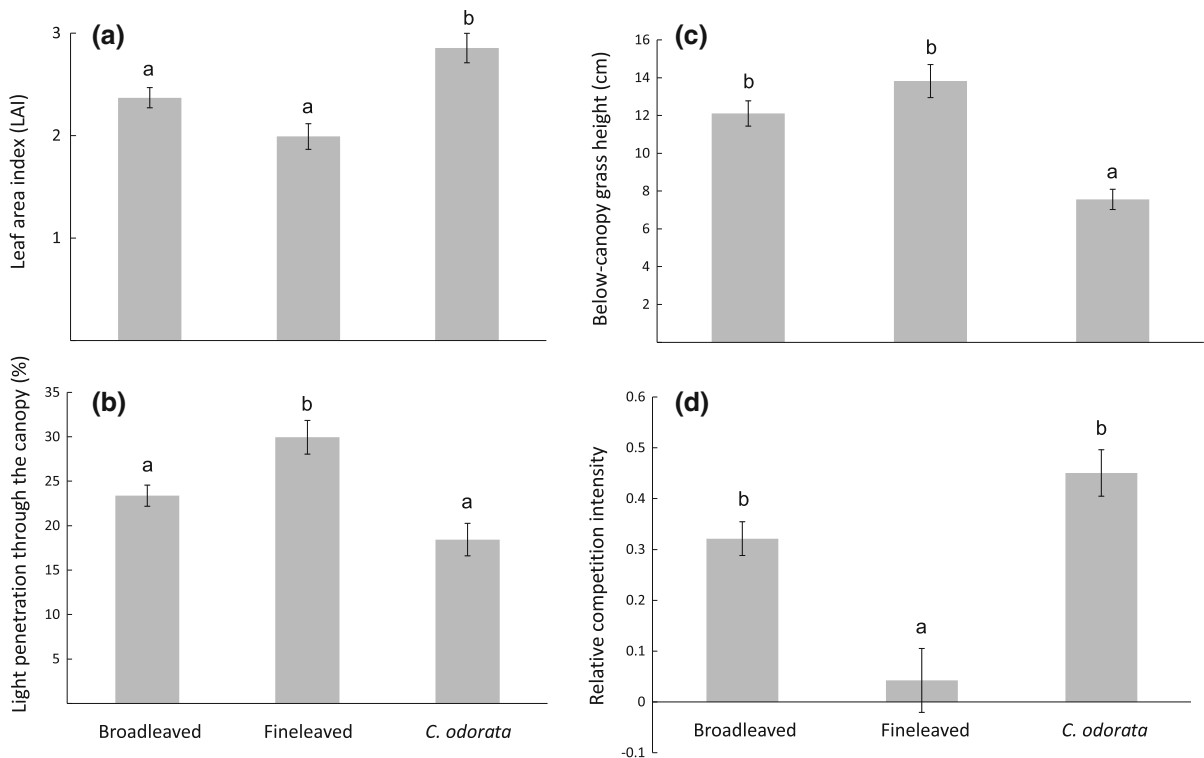 (a)
Leaf area index (LAI)
3
2
1
a
a
b
(c)
Below-canopy grass height (cm)
16
14
12
10
8
6
4
2
b
b
a
(b)
Light penetration through the canopy (%)
35
30
25
20
15
10
5
a
b
a
Broadleaved
Fineleaved
C. odorata
(d)
Relative competition intensity
0.6
0.5
0.4
0.3
0.2
0.1
0
-0.1
b
a
b
Broadleaved
Fineleaved
C. odorata